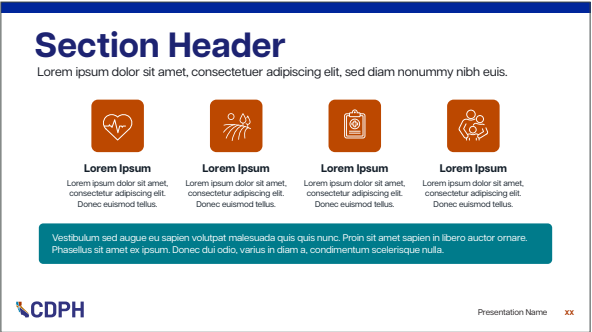 Section Header
Lorem ipsum dolor sit amet, consectetuer adipiscing elit, sed diam nonummy nibh euis.
Lorem Ipsum
Lorem ipsum dolor sit amet,
consectetur adipiscing elit.
Donec euismod tellus.
Lorem Ipsum
Lorem ipsum dolor sit amet,
consectetur adipiscing elit.
Donec euismod tellus.
Lorem Ipsum
Lorem ipsum dolor sit amet,
consectetur adipiscing elit.
Donec euismod tellus.
Lorem Ipsum
Lorem ipsum dolor sit amet,
consectetur adipiscing elit.
Donec euismod tellus.
Vestibulum sed augue eu sapien volutpat malesuada quis quis nunc. Proin sit amet sapien in libero auctor ornare.
Phasellus sit amet ex ipsum. Donec dui odio, varius in diam a, condimentum scelerisque nulla.
CDPH
Presentation Name xx